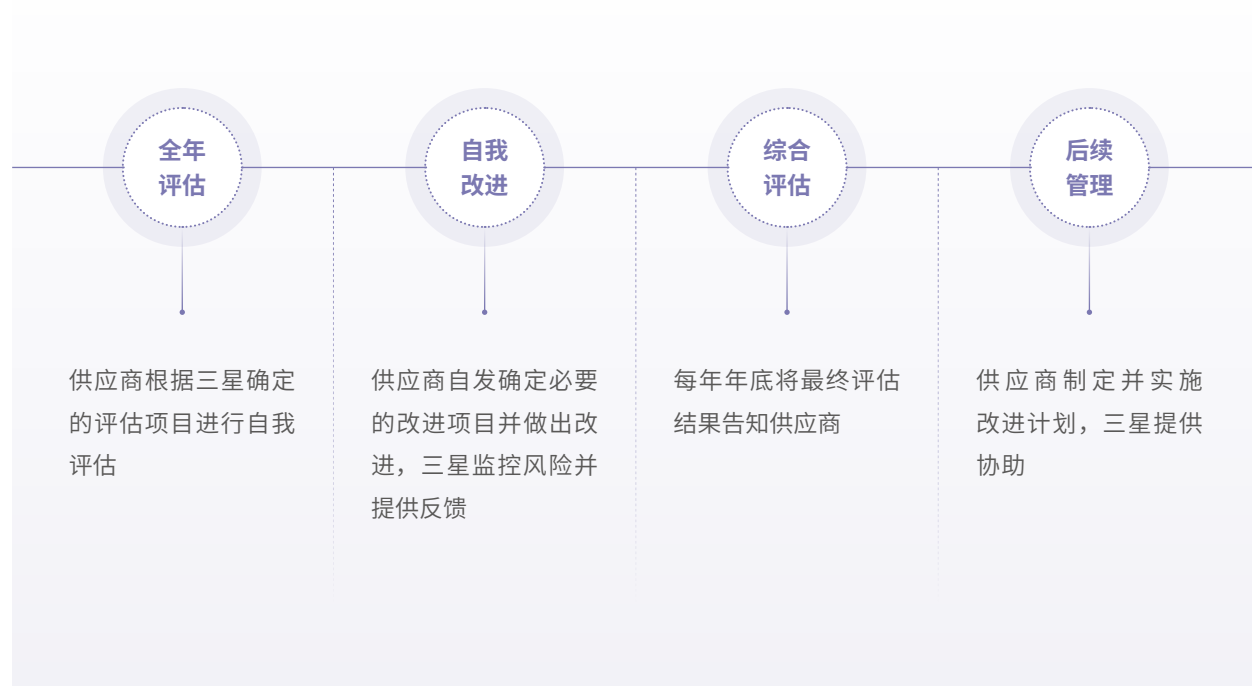 全年
评估
自我
改进
综合
评估
后续
管理
供应商根据三星确定
的评估项目进行自我
评估
供应商自发确定必要
的改进项目并做出改
进，三星监控风险并
提供反馈
每年年底将最终评估
结果告知供应商
供应商制定并实施
改进计划，三星提供
协助